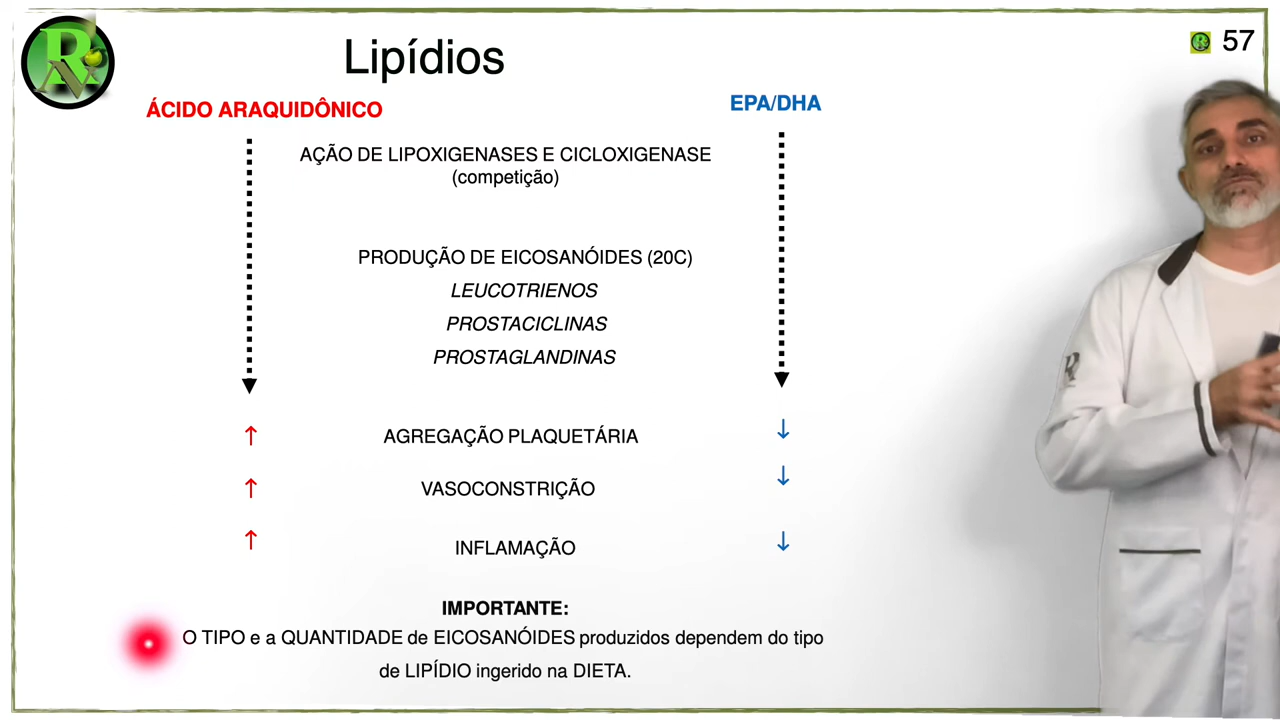 Lipídios
57
ÁCIDO ARAQUIDÔNICO
EPA/DHA
AÇÃO DE LIPOXIGENASES E CICLOXIGENASE
(competição)
PRODUÇÃO DE EICOSANÓIDES (20C)
LEUCOTRIENOS
PROSTACICLINAS
PROSTAGLANDINAS
↑ AGREGAÇÃO PLAQUETÁRIA ↓
↑ VASOCONSTRIÇÃO ↓
↑ INFLAMAÇÃO ↓
IMPORTANTE:
O TIPO e a QUANTIDADE de EICOSANÓIDES produzidos dependem do tipo
de LIPÍDIO ingerido na DIETA.